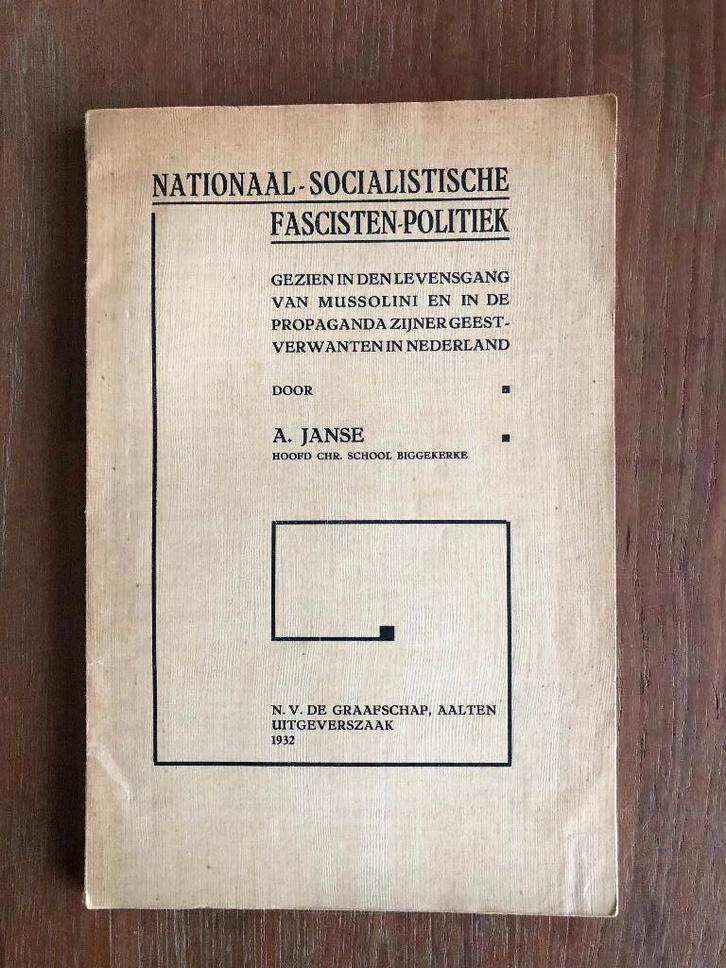 NATIONAAL-SOCIALISTISCHE
FASCISTEN-POLITIEK
GEZIEN IN DEN LEVENSGANG
VAN MUSSOLINI EN IN DE
PROPAGANDA ZIJNER GEEST-
VERWANTEN IN NEDERLAND
DOOR
A. JANSE
HOOFD CHR. SCHOOL BIGGEKERKE
N. V. DE GRAAFSCHAP, AALTEN
UITGEVERSZAAK
1932